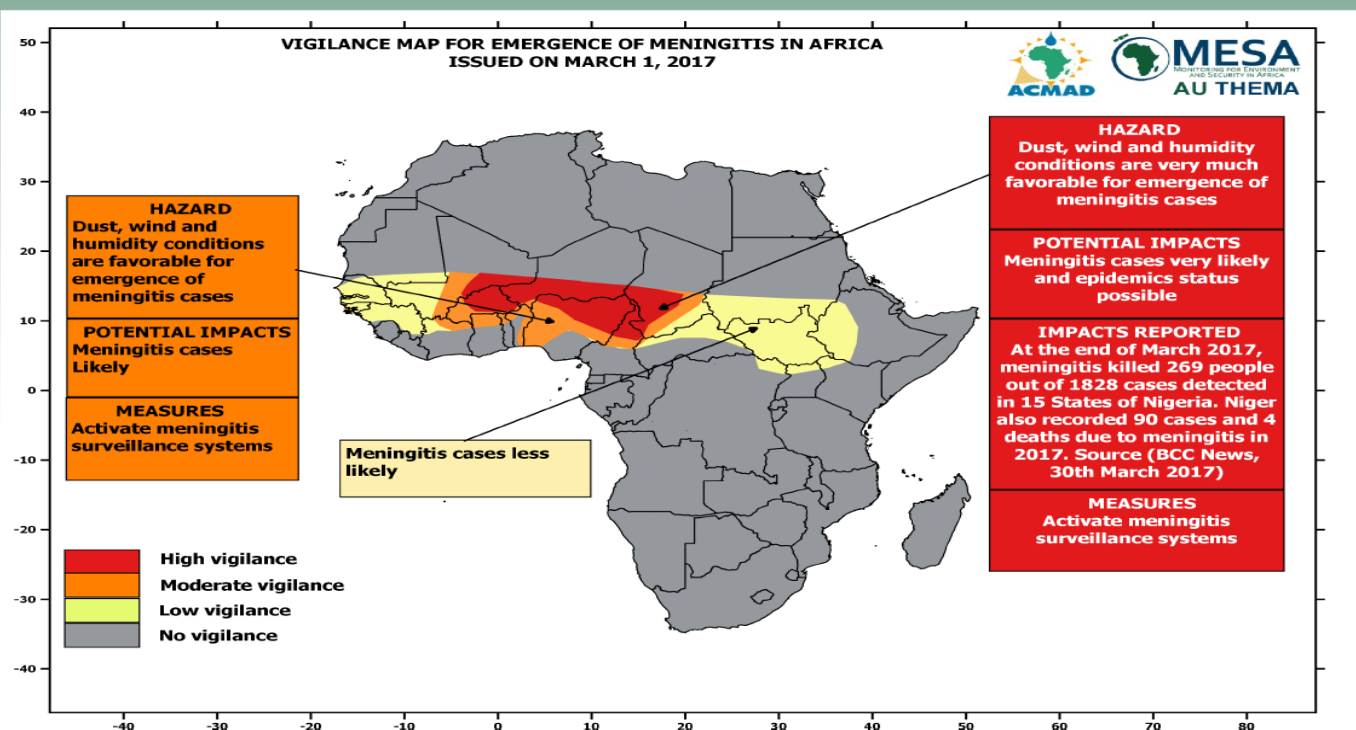 VIGILANCE MAP FOR EMERGENCE OF MENINGITIS IN AFRICA
ISSUED ON MARCH 1, 2017
ACMAD
MESA
MONITORING FOR ENVIRONMENT
AND SECURITY IN AFRICA
AU THEMA
HAZARD
Dust, wind and
humidity conditions
are favorable for
emergence of
meningitis cases
POTENTIAL IMPACTS
Meningitis cases
Likely
MEASURES
Activate meningitis
surveillance systems
Meningitis cases less
likely
HAZARD
Dust, wind and humidity
conditions are very much
favorable for emergence of
meningitis cases
POTENTIAL IMPACTS
Meningitis cases very likely
and epidemics status
possible
IMPACTS REPORTED
At the end of March 2017,
meningitis killed 269 people
out of 1828 cases detected
in 15 States of Nigeria. Niger
also recorded 90 cases and 4
deaths due to meningitis in
2017. Source (BCC News,
30th March 2017)
MEASURES
Activate meningitis
surveillance systems
High vigilance
Moderate vigilance
Low vigilance
No vigilance
50
40
30
20
10
0
-10
-20
-30
-40
-40 -30 -20 -10 0 10 20 30 40 50 60 70 80